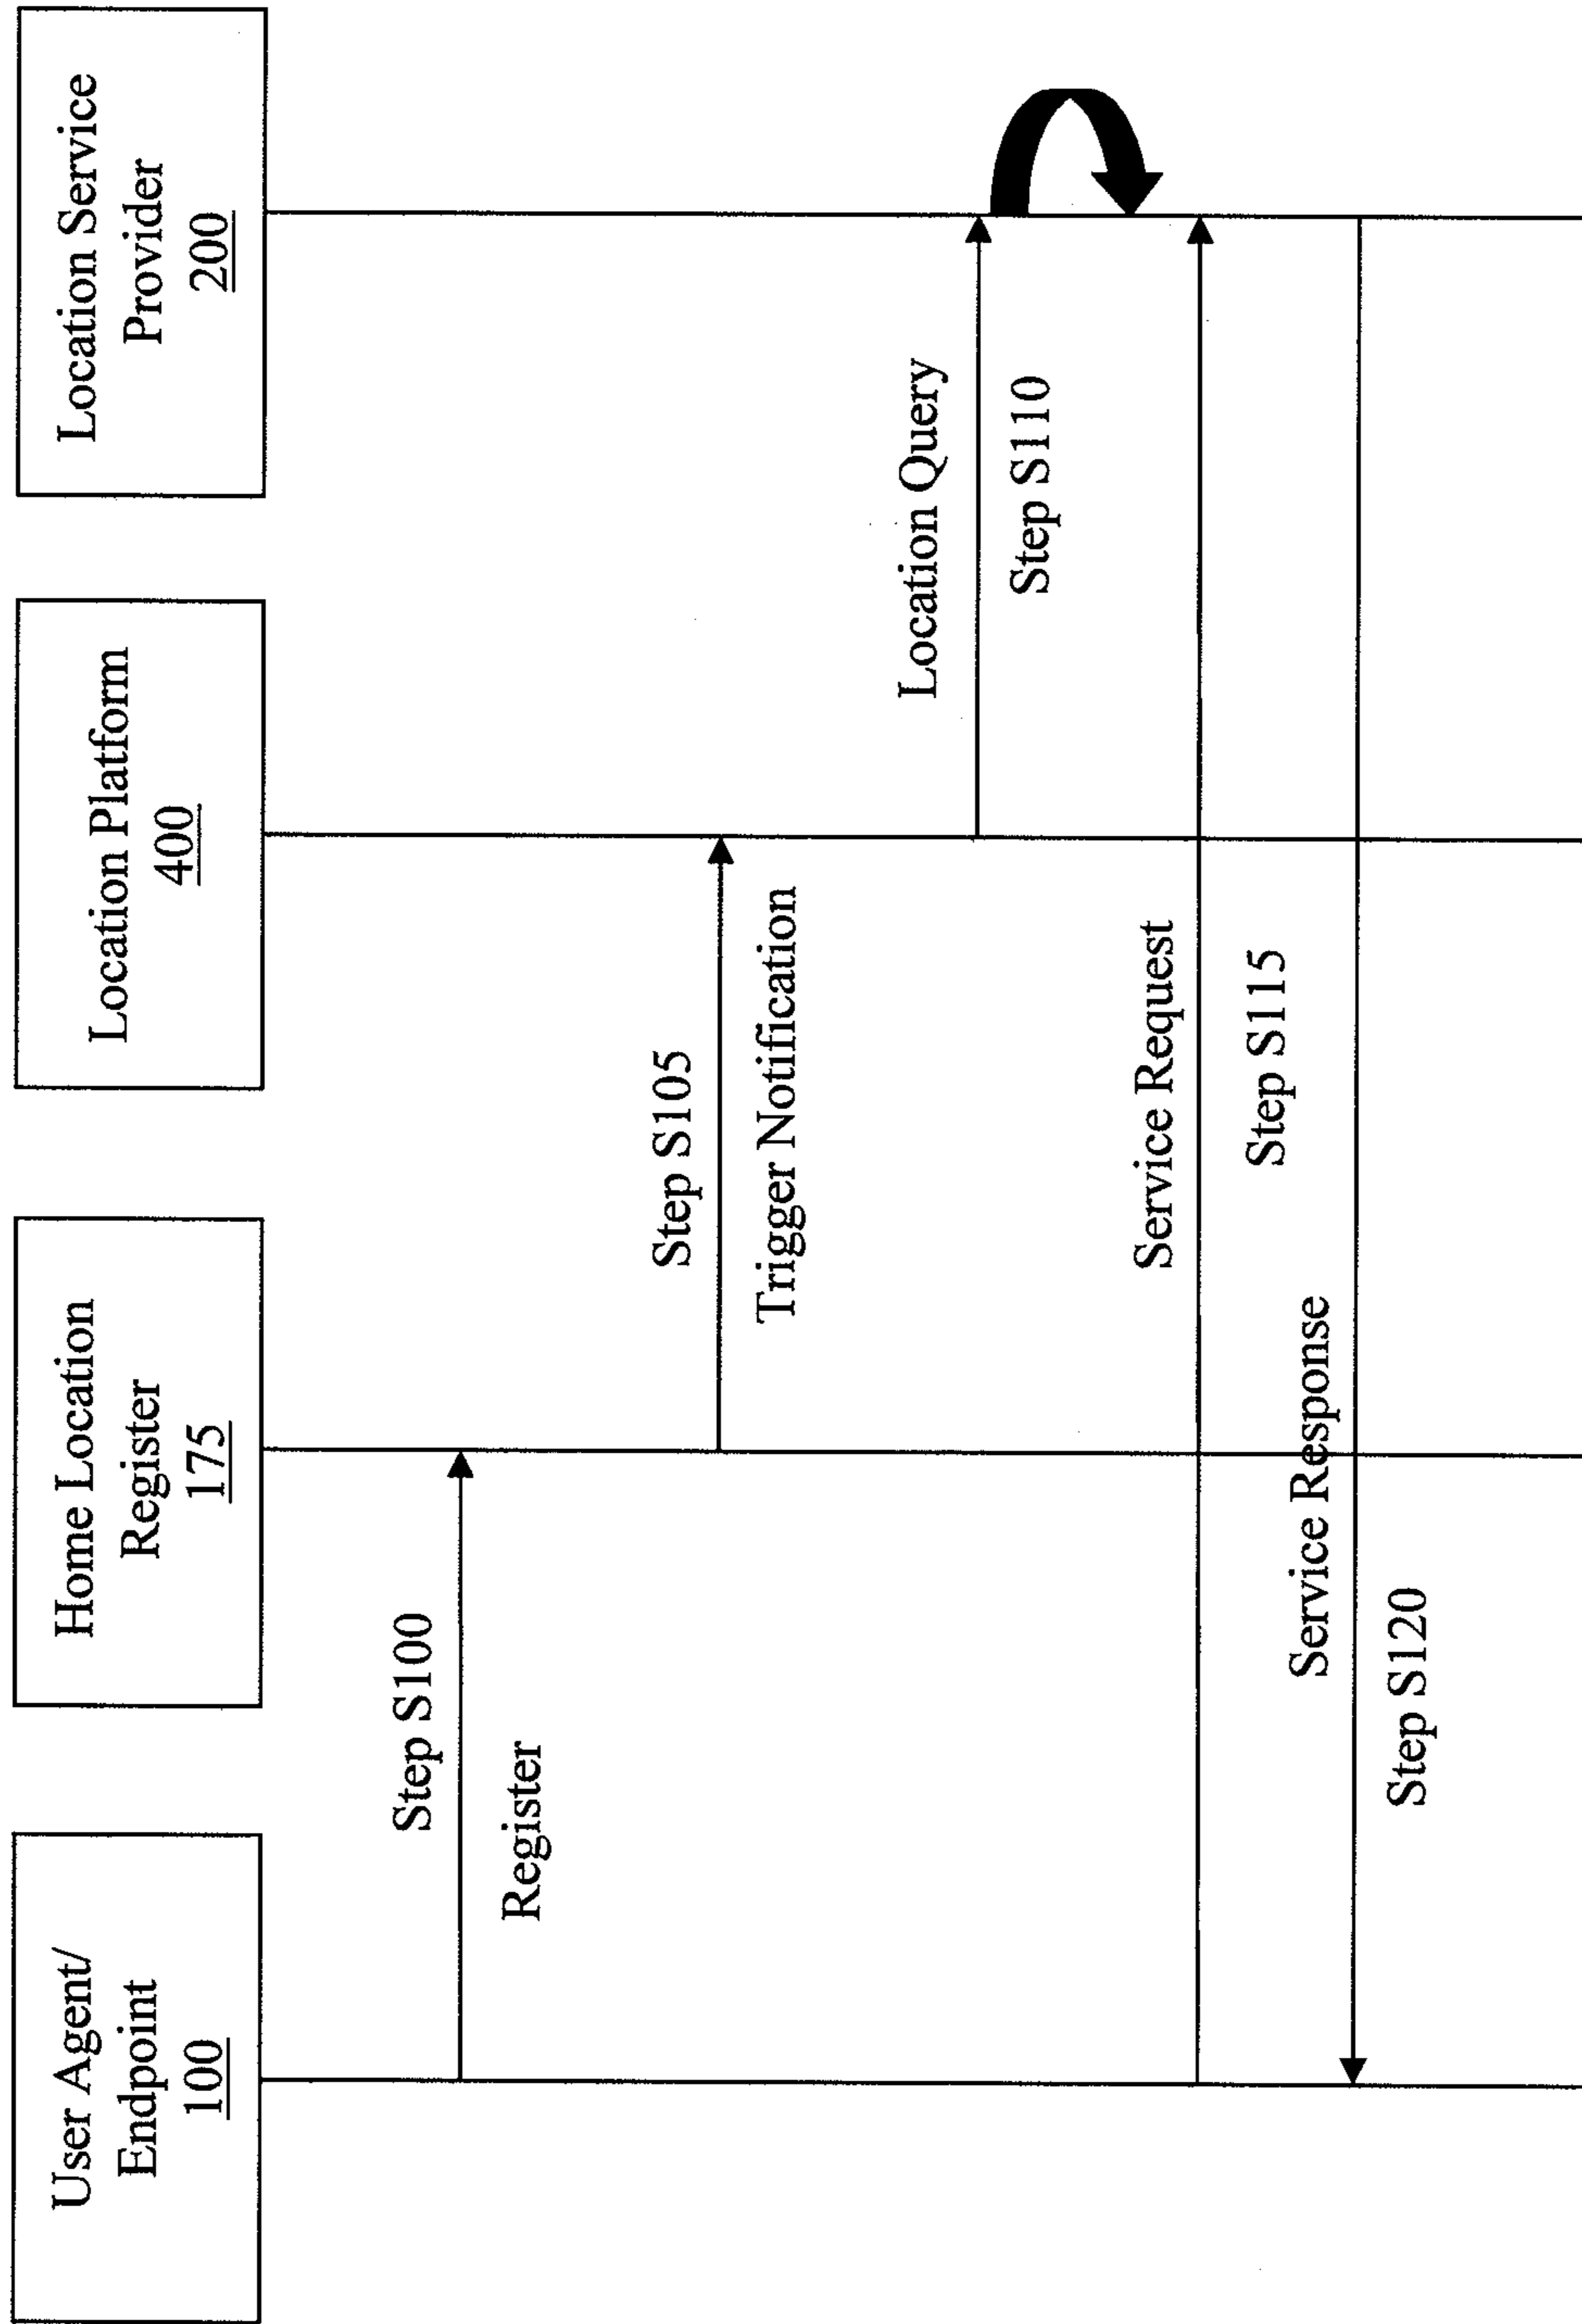 User Agent/
Endpoint
100
Home Location
Register
175
Location Platform
400
Location Service
Provider
200
Step S100
Register
Step S105
Trigger Notification
Location Query
Step S110
Service Request
Step S115
Service Response
Step S120